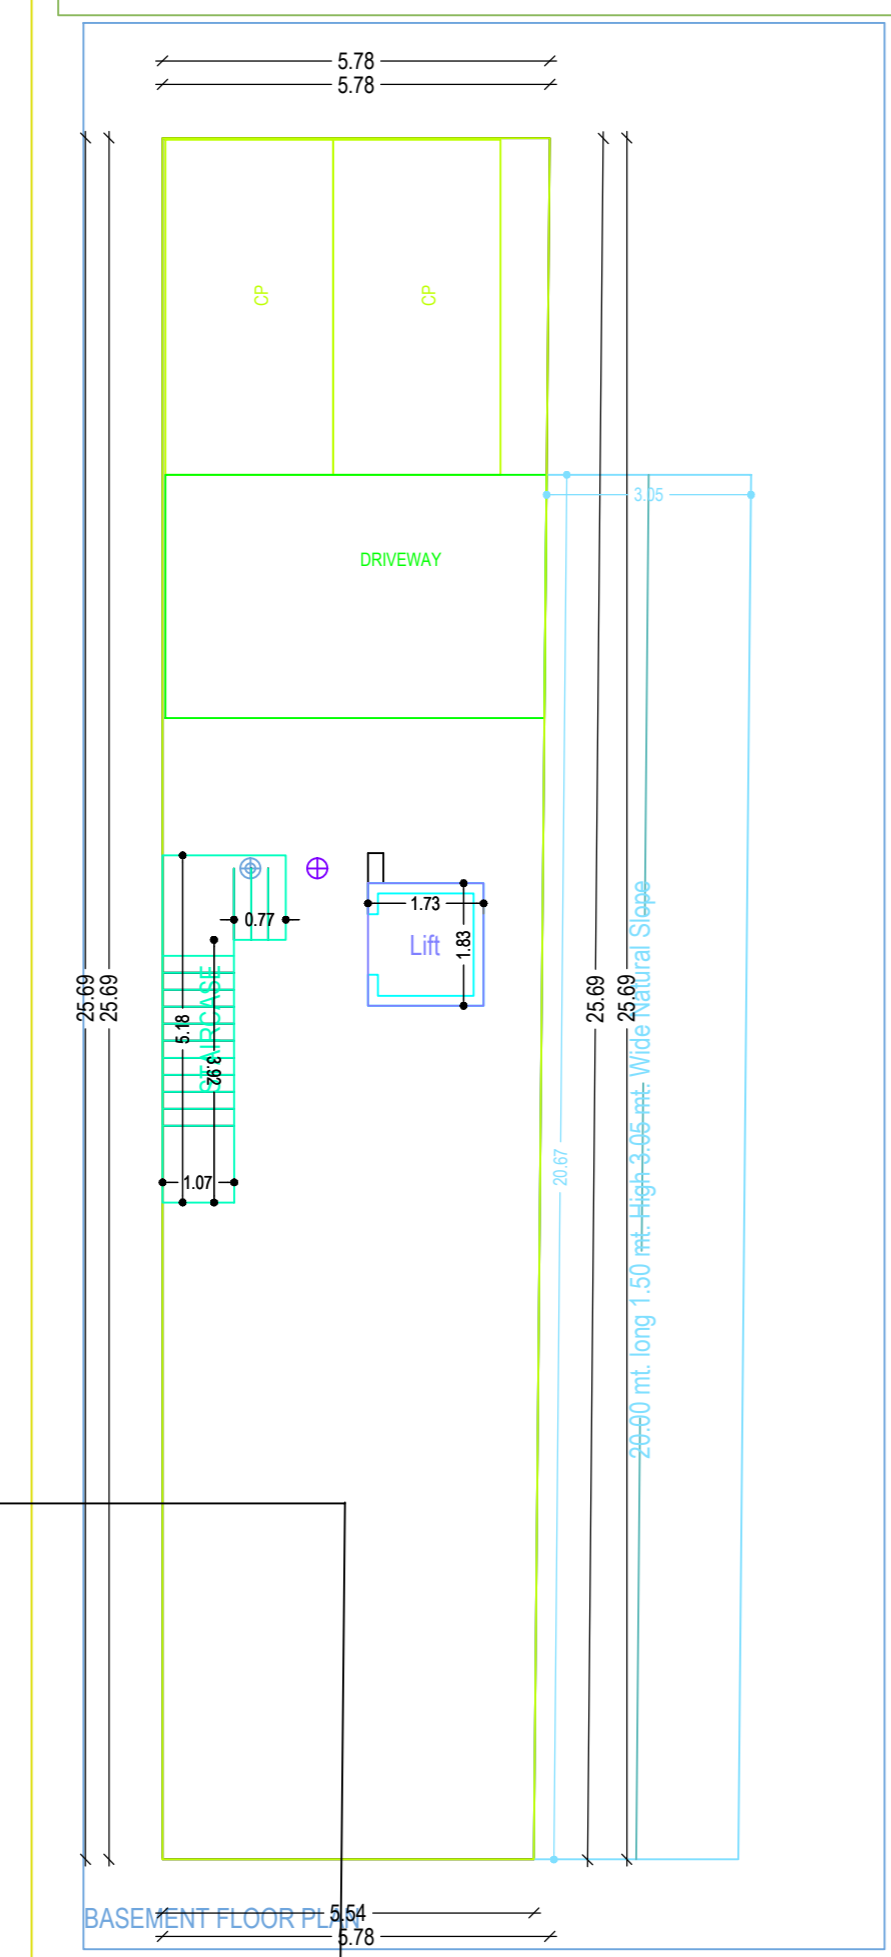 5.78
5.78
CP
CP
3.05
DRIVEWAY
0.77
1.73
Lift
1.83
25.69
25.69
25.69
25.69
STAIRCASE
5.18
3.92
1.07
20.67
20.00 mt. long 1.50 mt. High 3.05 mt. Wide Natural Slope
BASEMENT FLOOR PLAN
5.54
5.78